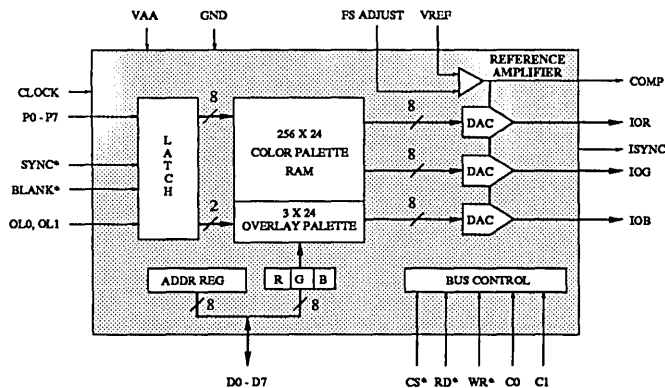 VAA GND FS ADJUST VREF
REFERENCE
AMPLIFIER
COMP
CLOCK
P0 - P7
8
8
DAC
IOR
LATCH
256 X 24
COLOR PALETTE
RAM
ISYNC
SYNC*
8
DAC
IOG
BLANK*
OL0, OL1
2
3 X 24
OVERLAY PALETTE
8
DAC
IOB
ADDR REG
R G B
BUS CONTROL
8
8
D0 - D7
CS* RD* WR* C0 C1